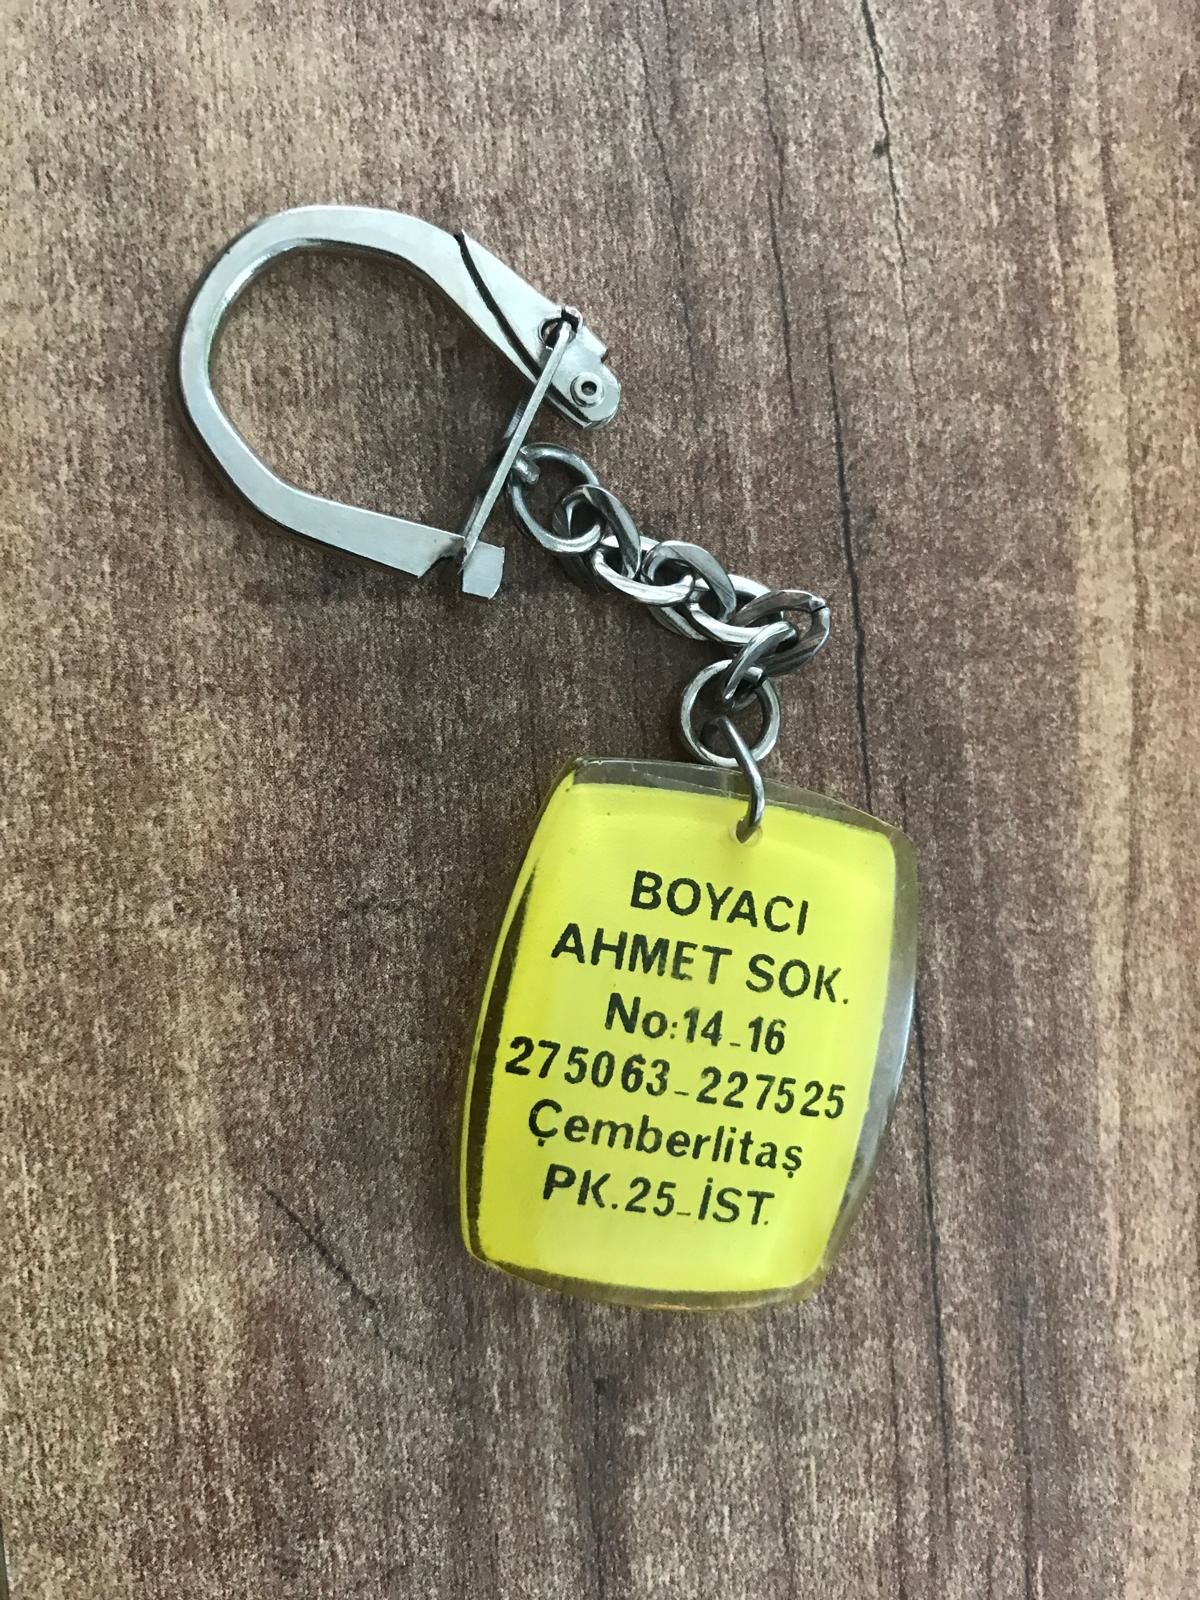 BOYACI
AHMET SOK.
No:14-16
275063-227525
Çemberlitaş
PK.25-İST.